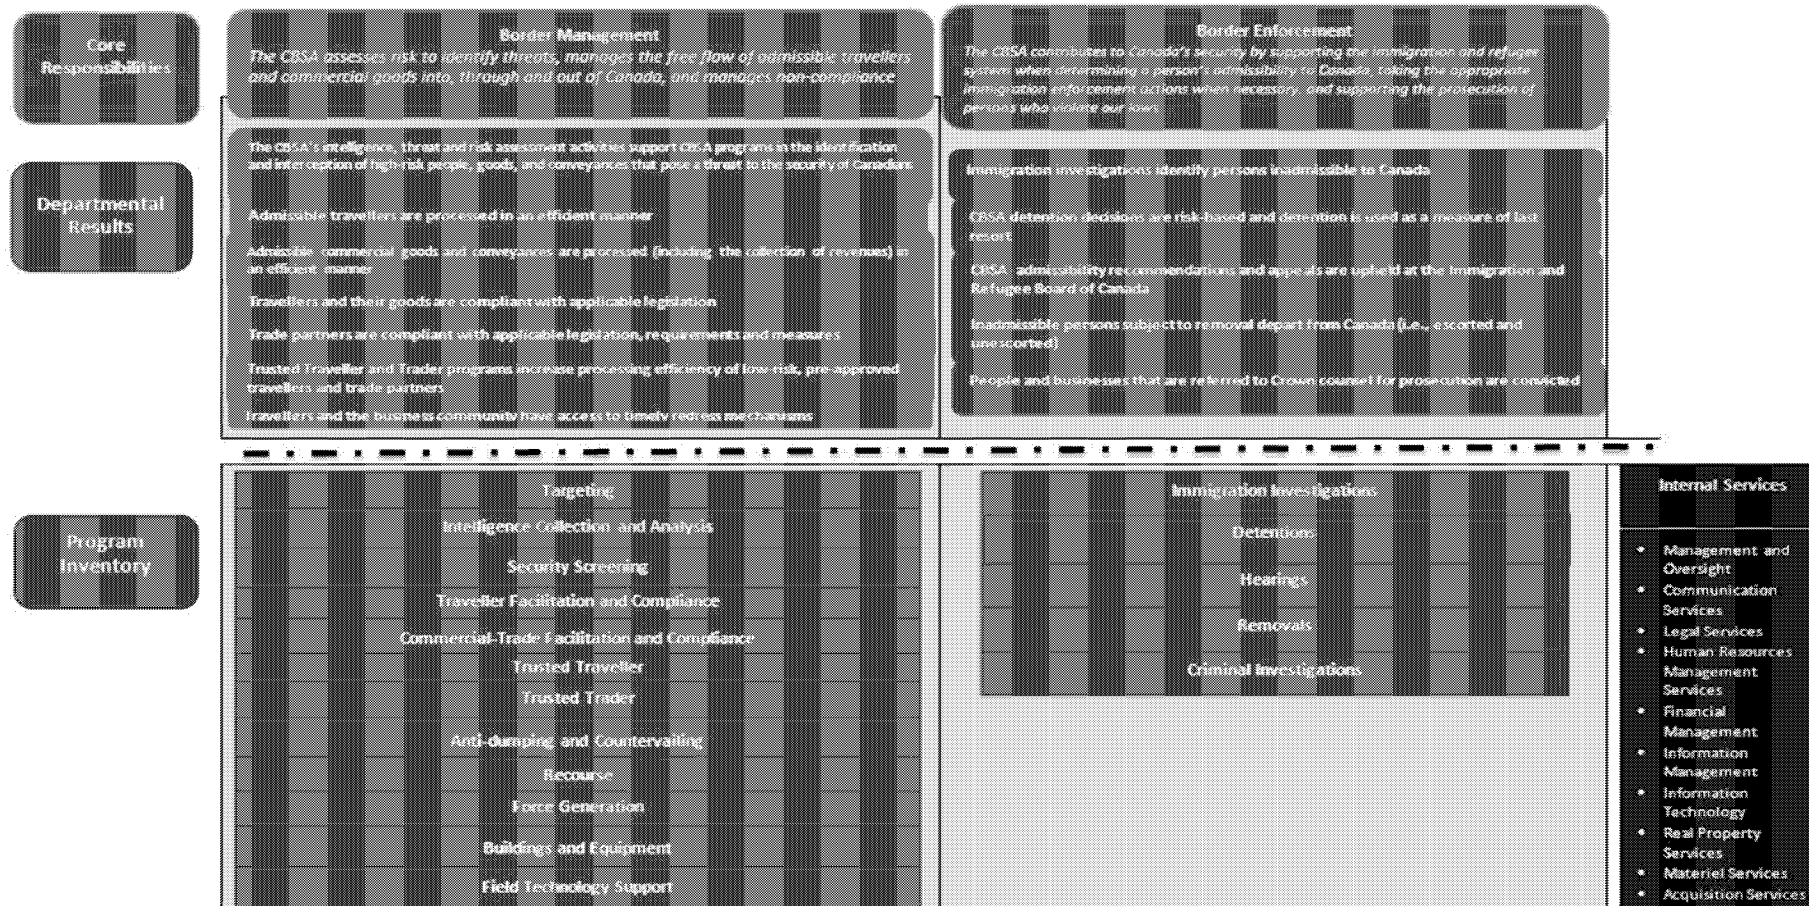 Core
Responsibilities
Border Management
The CBSA assesses risk to identify threats, manages the free flow of admissible travellers
and commercial goods into, through and out of Canada, and manages non-compliance
Border Enforcement
The CBSA contributes to Canada's security by supporting the immigration and refugee
system when determining a person's admissibility to Canada, taking the appropriate
immigration enforcement actions when necessary, and supporting the prosecution of
persons who violate our laws
Departmental
Results
The CBSA's intelligence, threat and risk assessment activities support CBSA programs in the identification
and interception of high-risk people, goods, and conveyances that pose a threat to the security of Canadians
Admissible travellers are processed in an efficient manner
Admissible commercial goods and conveyances are processed (including the collection of revenues) in
an efficient manner
Travellers and their goods are compliant with applicable legislation
Trade partners are compliant with applicable legislation, requirements and measures
Trusted Traveller and Trader programs increase processing efficiency of low risk, pre-approved
travellers and trade partners
Travellers and the business community have access to timely redress mechanisms
Immigration investigations identify persons inadmissible to Canada
CBSA detention decisions are risk-based and detention is used as a measure of last
resort
CBSA admissability recommendations and appeals are upheld at the Immigration and
Refugee Board of Canada
Inadmissible persons subject to removal depart from Canada (i.e., escorted and
unescorted)
People and businesses that are referred to Crown counsel for prosecution are convicted
Program
Inventory
Targeting
Intelligence Collection and Analysis
Security Screening
Traveller Facilitation and Compliance
Commercial-Trade Facilitation and Compliance
Trusted Traveller
Trusted Trader
Anti-dumping and Countervailing
Recourse
Force Generation
Buildings and Equipment
Field Technology Support
Immigration Investigations
Detentions
Hearings
Removals
Criminal Investigations
Internal Services
• Management and
Oversight
• Communication
Services
• Legal Services
• Human Resources
Management
Services
• Financial
Management
• Information
Management
• Information
Technology
• Real Property
Services
• Materiel Services
• Acquisition Services